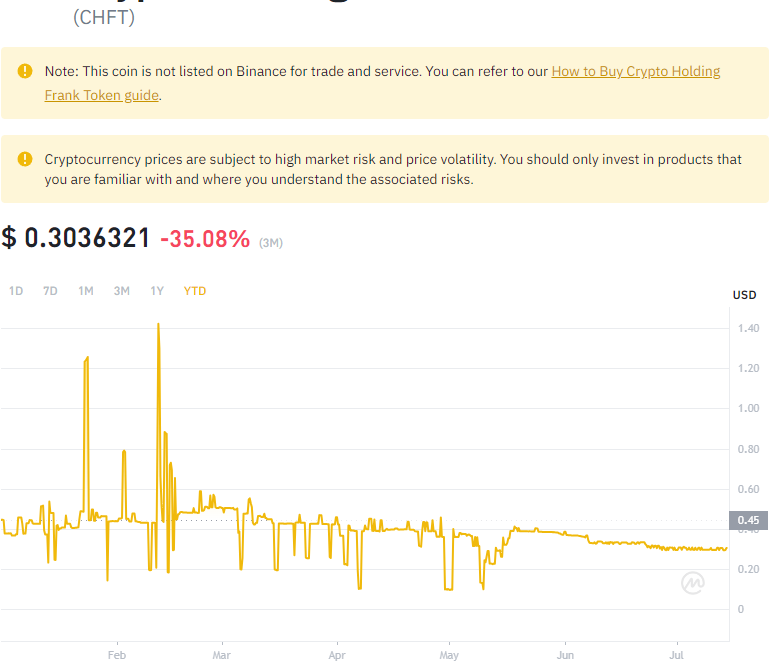 (CHFT)
Note: This coin is not listed on Binance for trade and service. You can refer to our How to Buy Crypto Holding
Frank Token guide.
Cryptocurrency prices are subject to high market risk and price volatility. You should only invest in products that
you are familiar with and where you understand the associated risks.
$ 0.3036321 -35.08% (3M)
1D 7D 1M 3M 1Y YTD
USD
1.40
1.20
1.00
0.80
0.60
0.45
0.20
0
Feb Mar Apr May Jun Jul